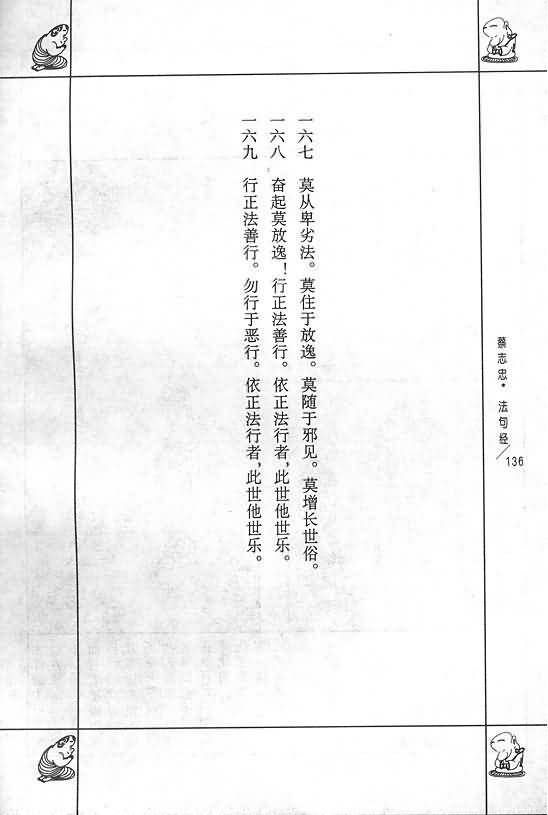 一六七 莫从卑劣法。莫住于放逸。莫随于邪见。莫增长世俗。
一六八 奋起莫放逸！行正法善行。依正法行者，此世他世乐。
一六九 行正法善行。勿行于恶行。依正法行者，此世他世乐。
蔡志忠•法句经／136